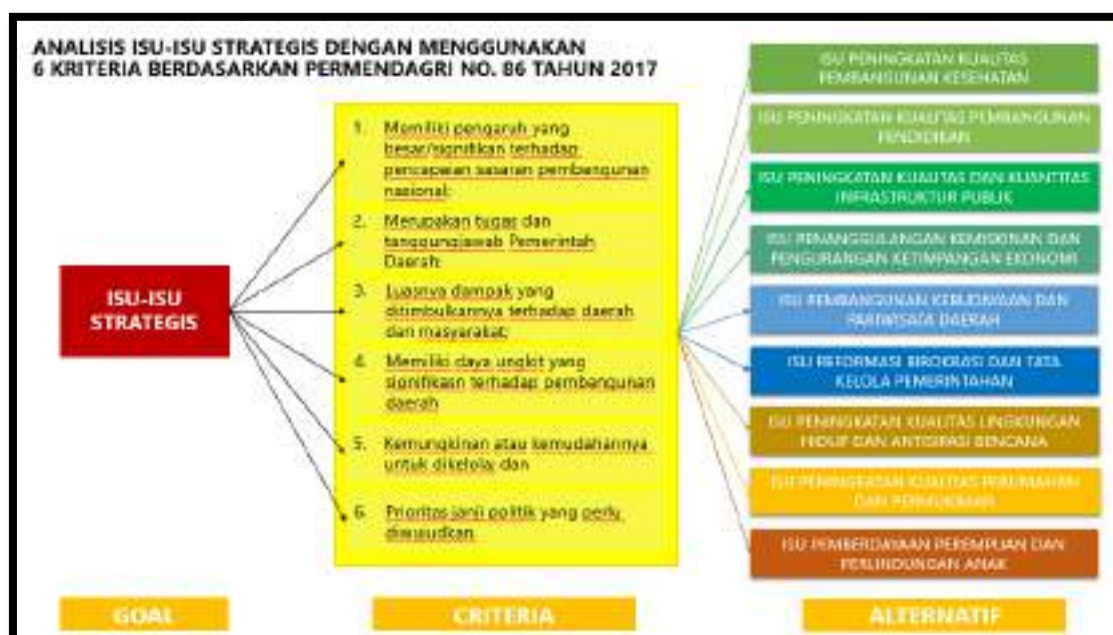 ANALISIS ISU-ISU STRATEGIS DENGAN MENGGUNAKAN
6 KRITERIA BERDASARKAN PERMENDAGRI NO. 86 TAHUN 2017
ISU-ISU
STRATEGIS
1. Memiliki pengaruh yang
besar/signifikan terhadap
pencapaian sasaran pembangunan
nasional;
2. Merupakan tugas dan
tanggungjawab Pemerintah
Daerah;
3. Luasnya dampak yang
ditimbulkannya terhadap daerah
dan masyarakat;
4. Memiliki daya ungkit yang
signifikasn terhadap pembangunan
daerah
5. Kemungkinan atau kemudahannya
untuk dikelola; dan
6. Prioritas janji politik yang perlu
diwujudkan.
ISU PENINGKATAN KUALITAS
PEMBANGUNAN KESEHATAN
ISU PENINGKATAN KUALITAS PEMBANGUNAN
PENDIDIKAN
ISU PENINGKATAN KUALITAS DAN KUANTITAS
INFRASTRUKTUR PUBLIK
ISU PENANGGULANGAN KEMISKINAN DAN
PENGURANGAN KETIMPANGAN EKONOMI
ISU PEMBANGUNAN KEBUDAYAAN DAN
PARIWISATA DAERAH
ISU REFORMASI BIROKRASI DAN TATA
KELOLA PEMERINTAHAN
ISU PENINGKATAN KUALITAS LINGKUNGAN
HIDUP DAN ANTISIPASI BENCANA
ISU PENINGKATAN KUALITAS PERUMAHAN
DAN PERMUKIMAN
ISU PEMBERDAYAAN PEREMPUAN DAN
PERLINDUNGAN ANAK
GOAL
CRITERIA
ALTERNATIF